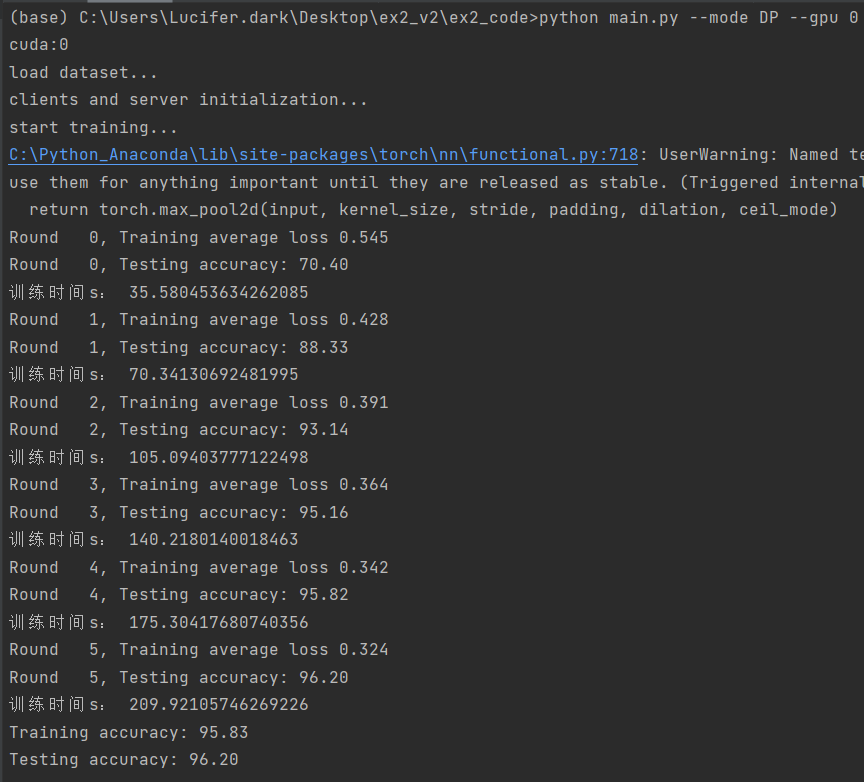 (base) C:\Users\Lucifer.dark\Desktop\ex2_v2\ex2_code>python main.py --mode DP --gpu 0
cuda:0
load dataset...
clients and server initialization...
start training...
C:\Python_Anaconda\lib\site-packages\torch\nn\functional.py:718: UserWarning: Named te
use them for anything important until they are released as stable. (Triggered internal
  return torch.max_pool2d(input, kernel_size, stride, padding, dilation, ceil_mode)
Round   0, Training average loss 0.545
Round   0, Testing accuracy: 70.40
训练时间s： 35.580453634262085
Round   1, Training average loss 0.428
Round   1, Testing accuracy: 88.33
训练时间s： 70.34130692481995
Round   2, Training average loss 0.391
Round   2, Testing accuracy: 93.14
训练时间s： 105.09403777122498
Round   3, Training average loss 0.364
Round   3, Testing accuracy: 95.16
训练时间s： 140.2180140018463
Round   4, Training average loss 0.342
Round   4, Testing accuracy: 95.82
训练时间s： 175.30417680740356
Round   5, Training average loss 0.324
Round   5, Testing accuracy: 96.20
训练时间s： 209.92105746269226
Training accuracy: 95.83
Testing accuracy: 96.20